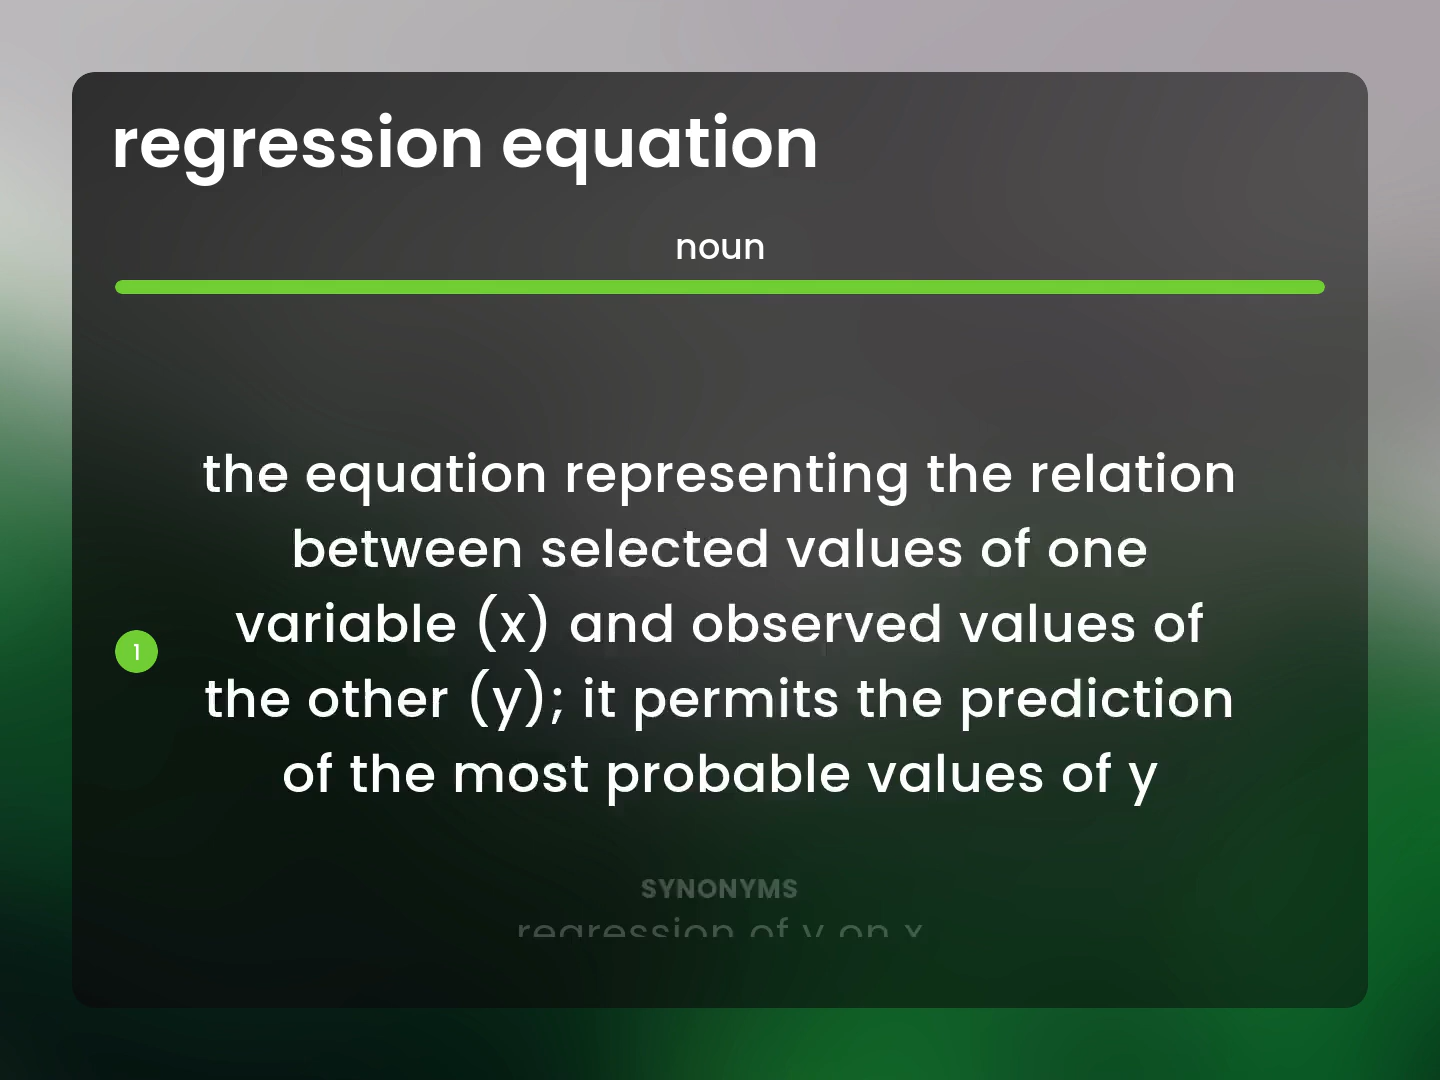 regression equation
noun
the equation representing the relation
between selected values of one
variable (x) and observed values of
1
the other (y); it permits the prediction
of the most probable values of y
SYNONYMS
regression of y on x